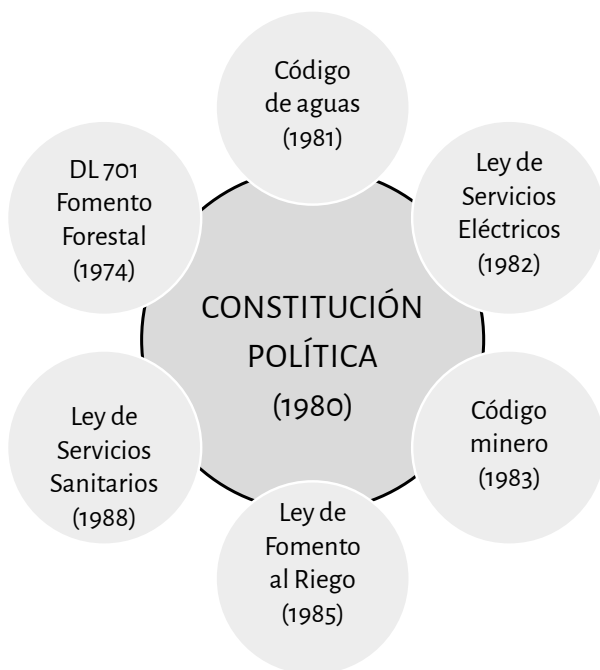 Código
de aguas
(1981)
Ley de
Servicios
Eléctricos
(1982)
Código
minero
(1983)
Ley de
Fomento
al Riego
(1985)
Ley de
Servicios
Sanitarios
(1988)
DL 701
Fomento
Forestal
(1974)
CONSTITUCIÓN
POLÍTICA
(1980)